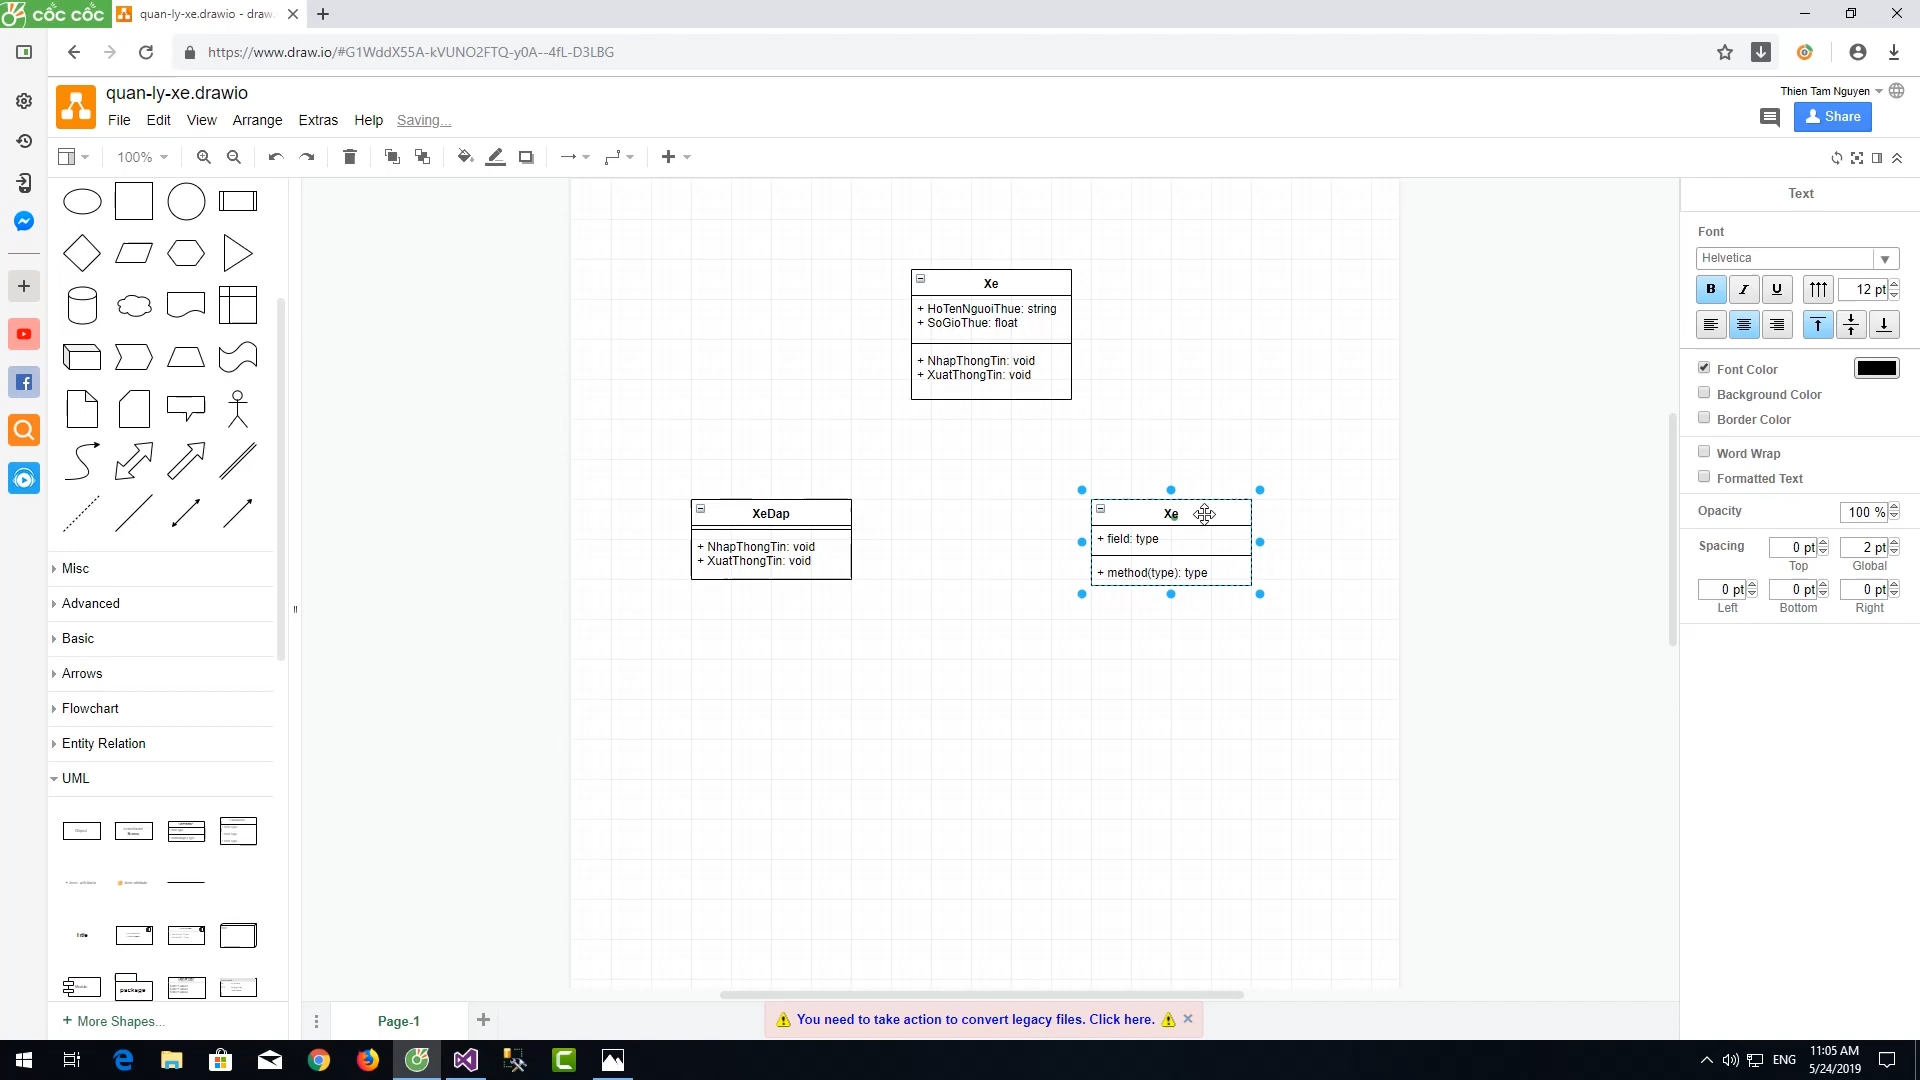 cốc cốc
quan-ly-xe.drawio - draw.
https://www.draw.io/#G1WddX55A-kVUNO2FTQ-y0A--4fL-D3LBG
quan-ly-xe.drawio
Thien Tam Nguyen
File Edit View Arrange Extras Help Saving...
Share
100%
Text
Font
Helvetica
B I U 12 pt
Font Color
Background Color
Border Color
Word Wrap
Formatted Text
Opacity 100 %
Spacing 0 pt 2 pt
Top Global
0 pt 0 pt 0 pt
Left Bottom Right
Xe
+ HoTenNguoiThue: string
+ SoGioThue: float
+ NhapThongTin: void
+ XuatThongTin: void
XeDap
+ NhapThongTin: void
+ XuatThongTin: void
Xe
+ field: type
+ method(type): type
Misc
Advanced
Basic
Arrows
Flowchart
Entity Relation
UML
Title
package
+ More Shapes...
Page-1
You need to take action to convert legacy files. Click here.
ENG
11:05 AM
5/24/2019